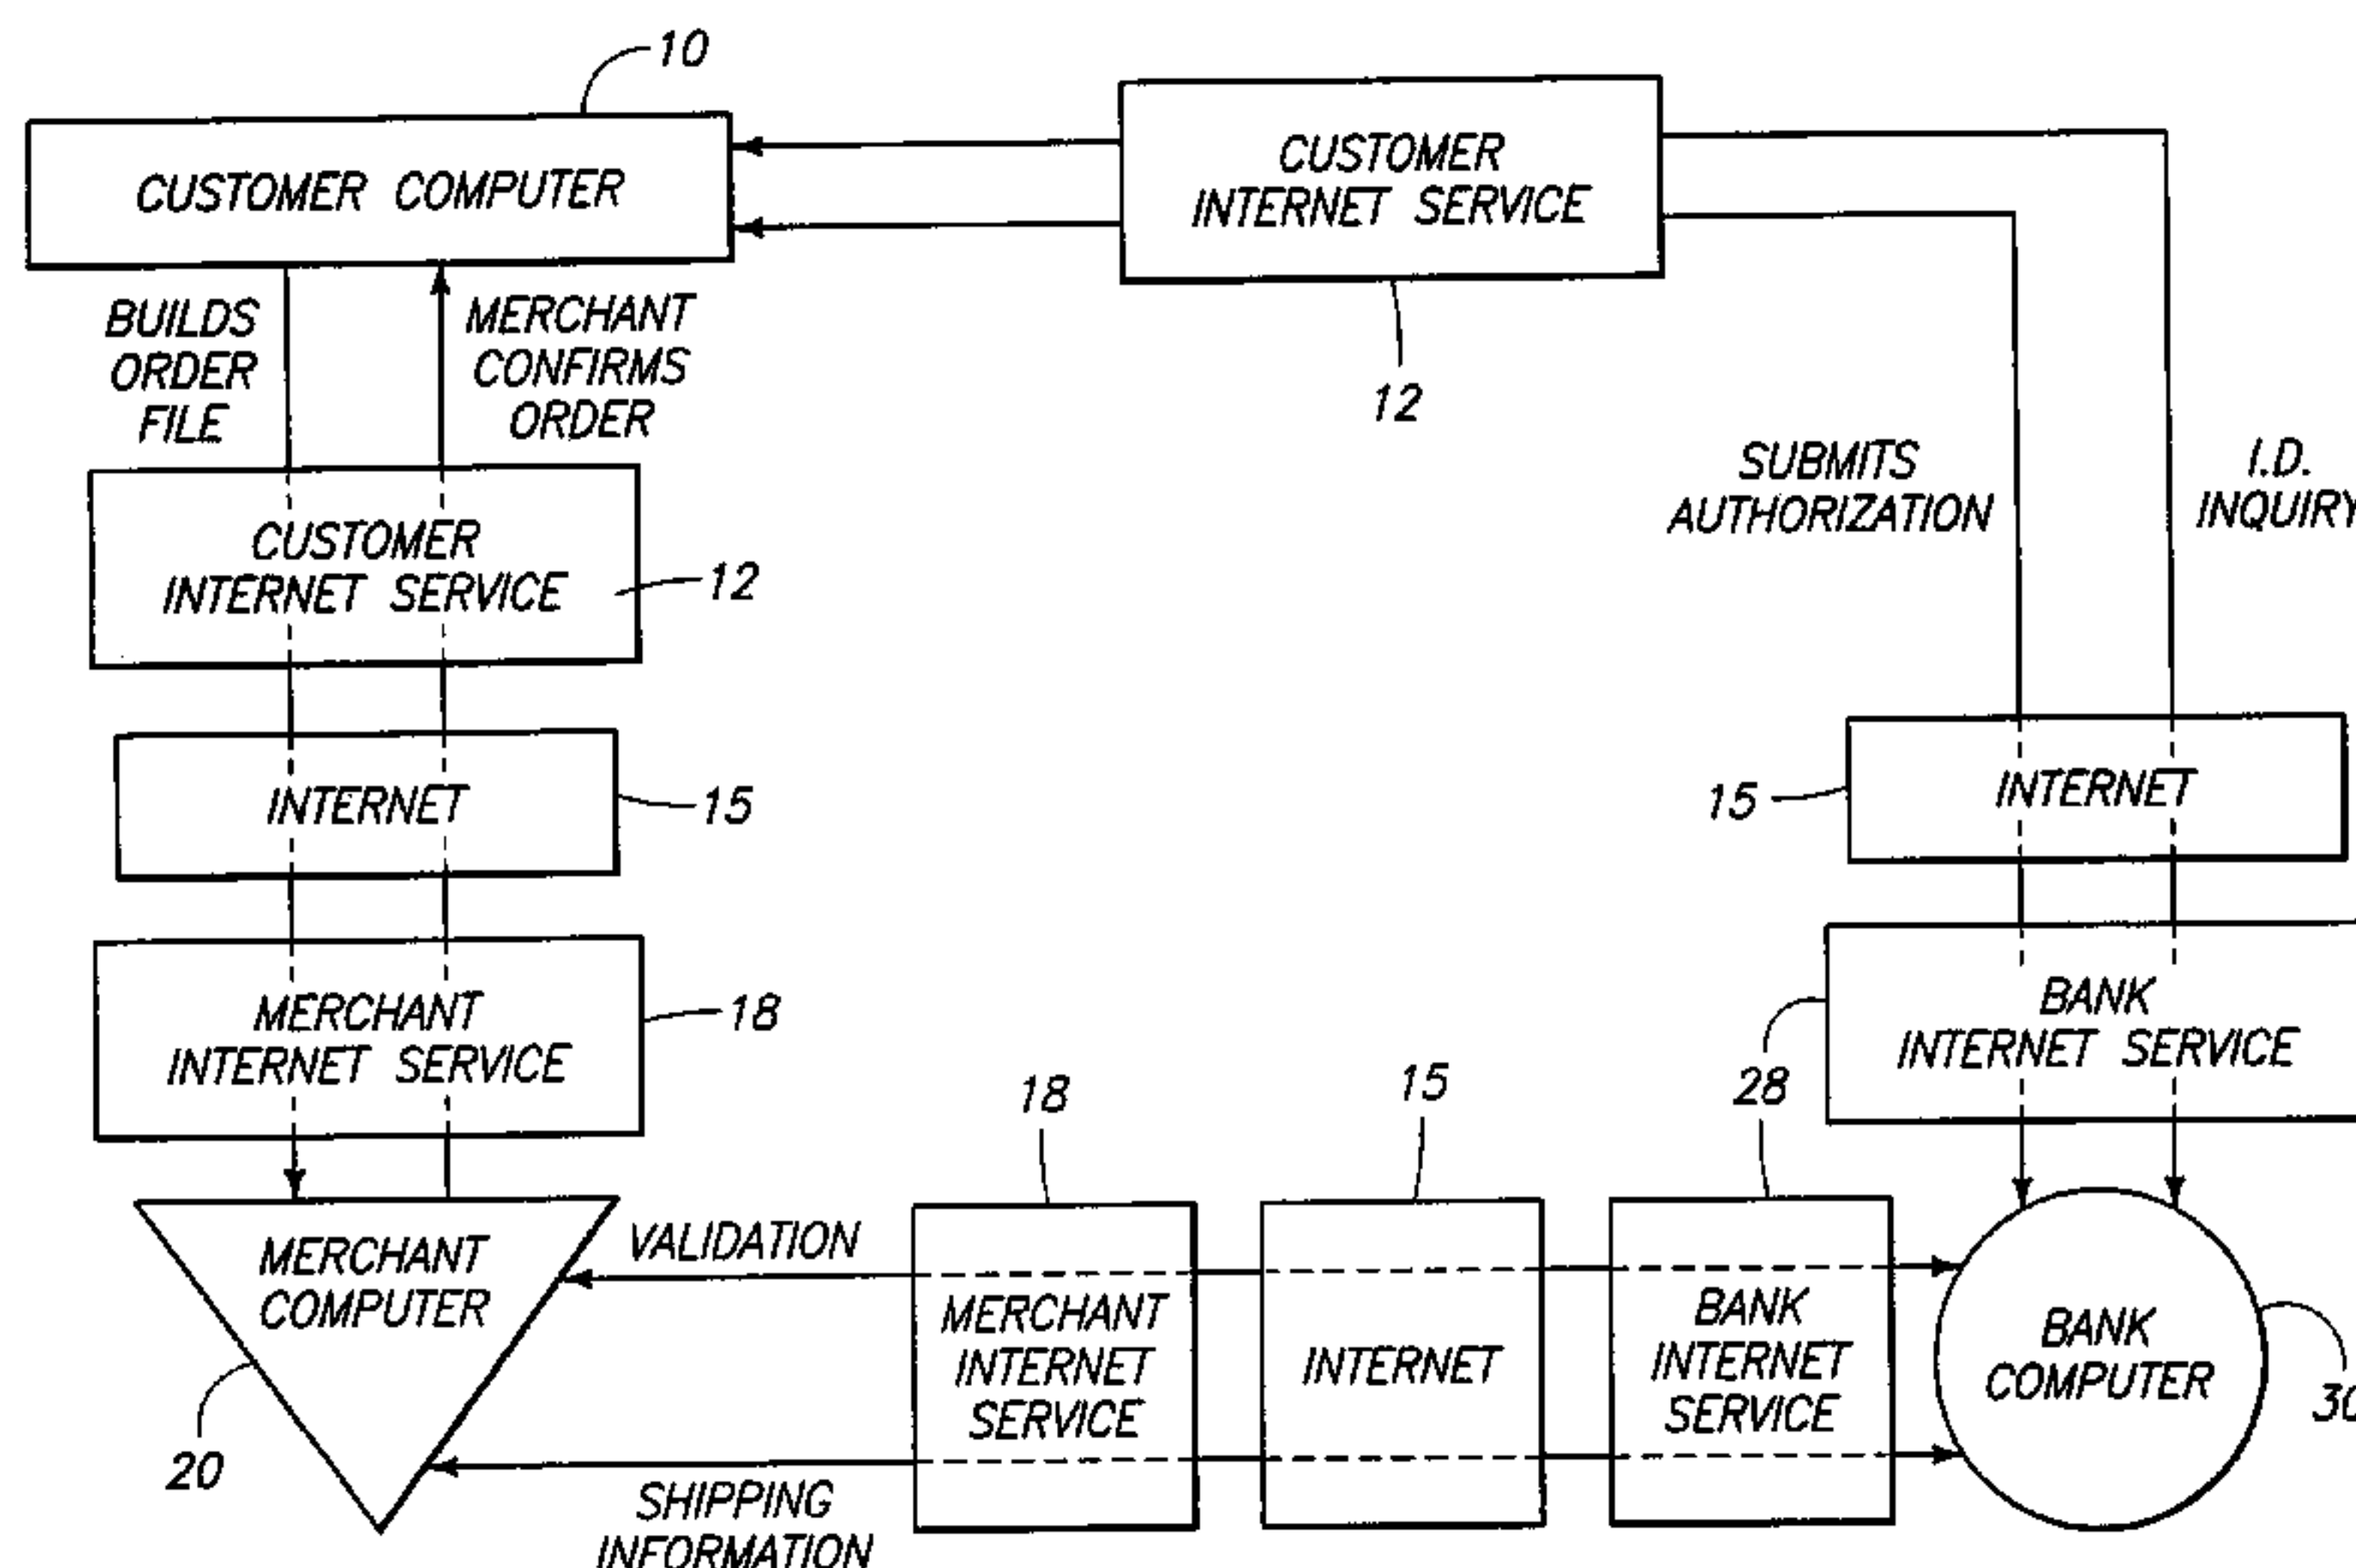 10
CUSTOMER COMPUTER
CUSTOMER
INTERNET SERVICE
12
BUILDS
ORDER
FILE
MERCHANT
CONFIRMS
ORDER
SUBMITS
AUTHORIZATION
I.D.
INQUIRY
CUSTOMER
INTERNET SERVICE
12
INTERNET
15
15
INTERNET
MERCHANT
INTERNET SERVICE
18
BANK
INTERNET SERVICE
28
18
15
MERCHANT
COMPUTER
20
VALIDATION
MERCHANT
INTERNET
SERVICE
INTERNET
BANK
INTERNET
SERVICE
BANK
COMPUTER
30
SHIPPING
INFORMATION